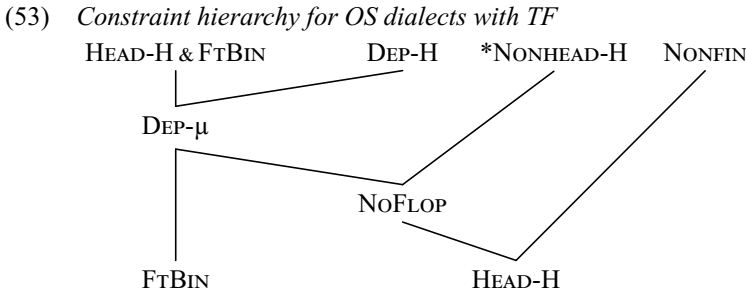 (53) Constraint hierarchy for OS dialects with TF
HEAD-H & FTBIN DEP-H *NONHEAD-H NONFIN
DEP-μ
NOFLOP
FTBIN HEAD-H